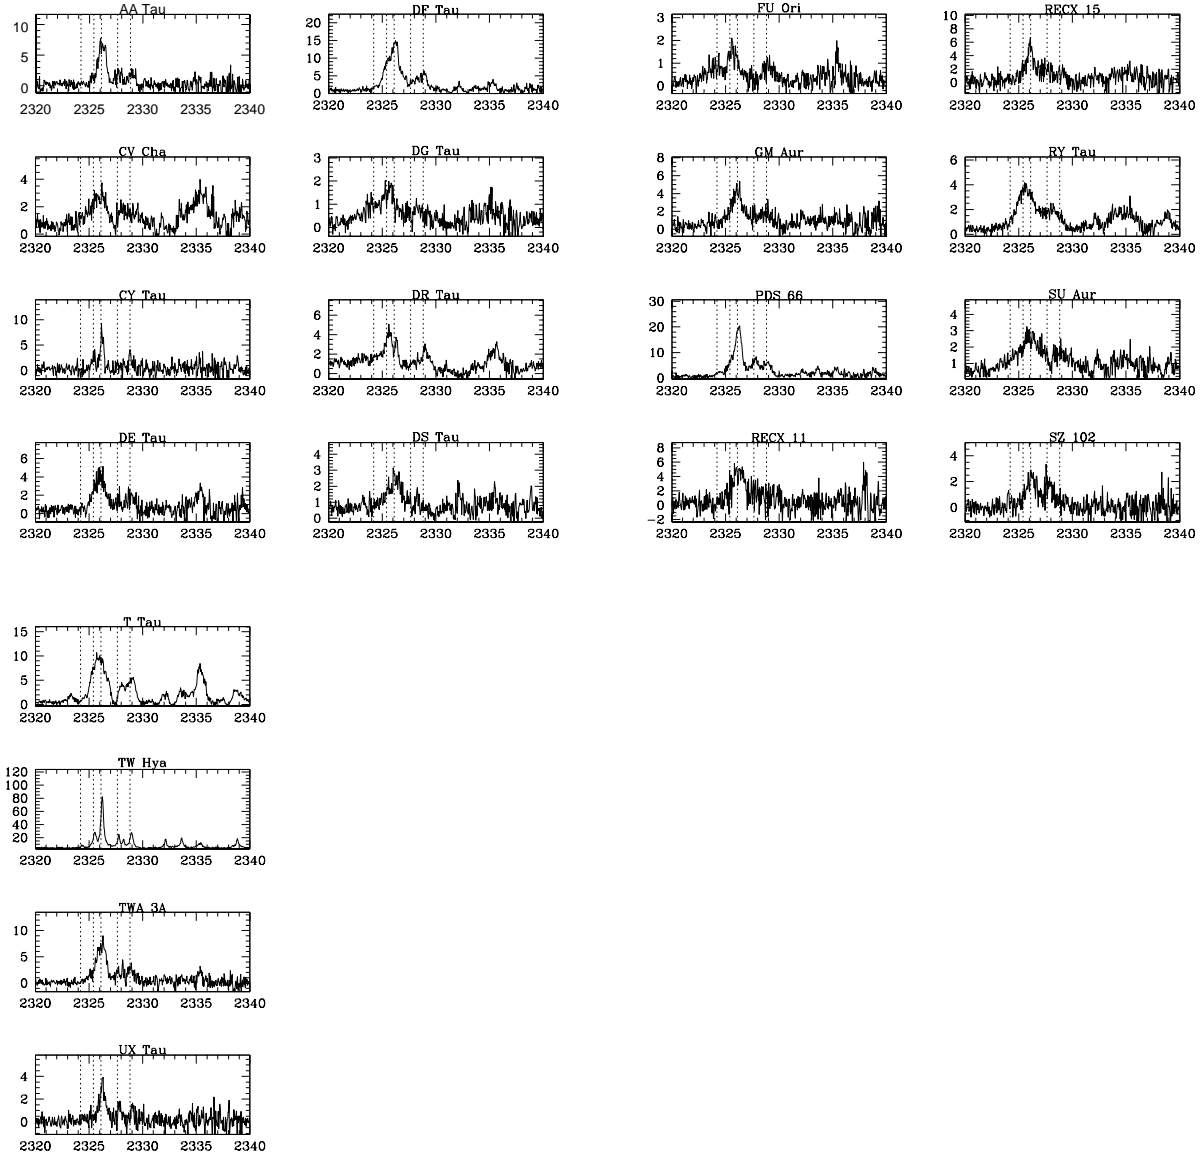 AA Tau
10
5
0
2320 2325 2330 2335 2340
DF Tau
20
15
10
5
0
2320 2325 2330 2335 2340
FU Ori
3
2
1
0
2320 2325 2330 2335 2340
RECX 15
10
8
6
4
2
0
2320 2325 2330 2335 2340
CV Cha
4
2
0
2320 2325 2330 2335 2340
DG Tau
3
2
1
0
2320 2325 2330 2335 2340
GM Aur
8
6
4
2
0
2320 2325 2330 2335 2340
RY Tau
6
4
2
0
2320 2325 2330 2335 2340
CY Tau
10
5
0
2320 2325 2330 2335 2340
DR Tau
6
4
2
0
2320 2325 2330 2335 2340
PDS 66
30
20
10
0
2320 2325 2330 2335 2340
SU Aur
4
3
2
1
2320 2325 2330 2335 2340
DE Tau
6
4
2
0
2320 2325 2330 2335 2340
DS Tau
4
3
2
1
0
2320 2325 2330 2335 2340
RECX 11
8
6
4
2
0
−2
2320 2325 2330 2335 2340
SZ 102
4
2
0
2320 2325 2330 2335 2340
T Tau
15
10
5
0
2320 2325 2330 2335 2340
TW Hya
120
100
80
60
40
20
2320 2325 2330 2335 2340
TWA 3A
10
5
0
2320 2325 2330 2335 2340
UX Tau
4
2
0
2320 2325 2330 2335 2340